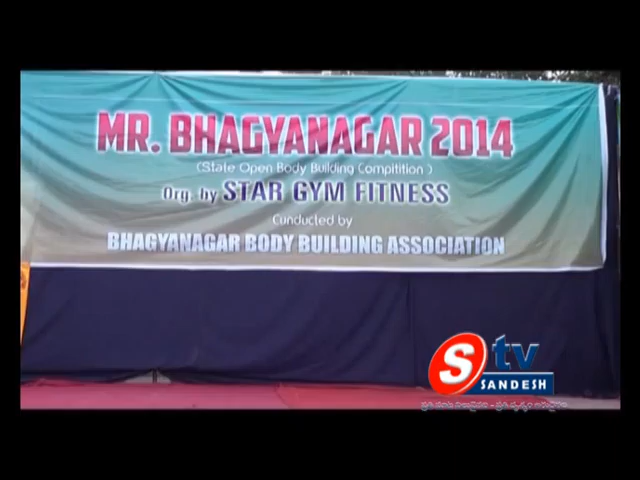 MR. BHAGYANAGAR 2014
(State Open Body Building Compitition )
Org. by STAR GYM FITNESS
Cunducted by
BHAGYANAGAR BODY BUILDING ASSOCIATION
S tv
SANDESH